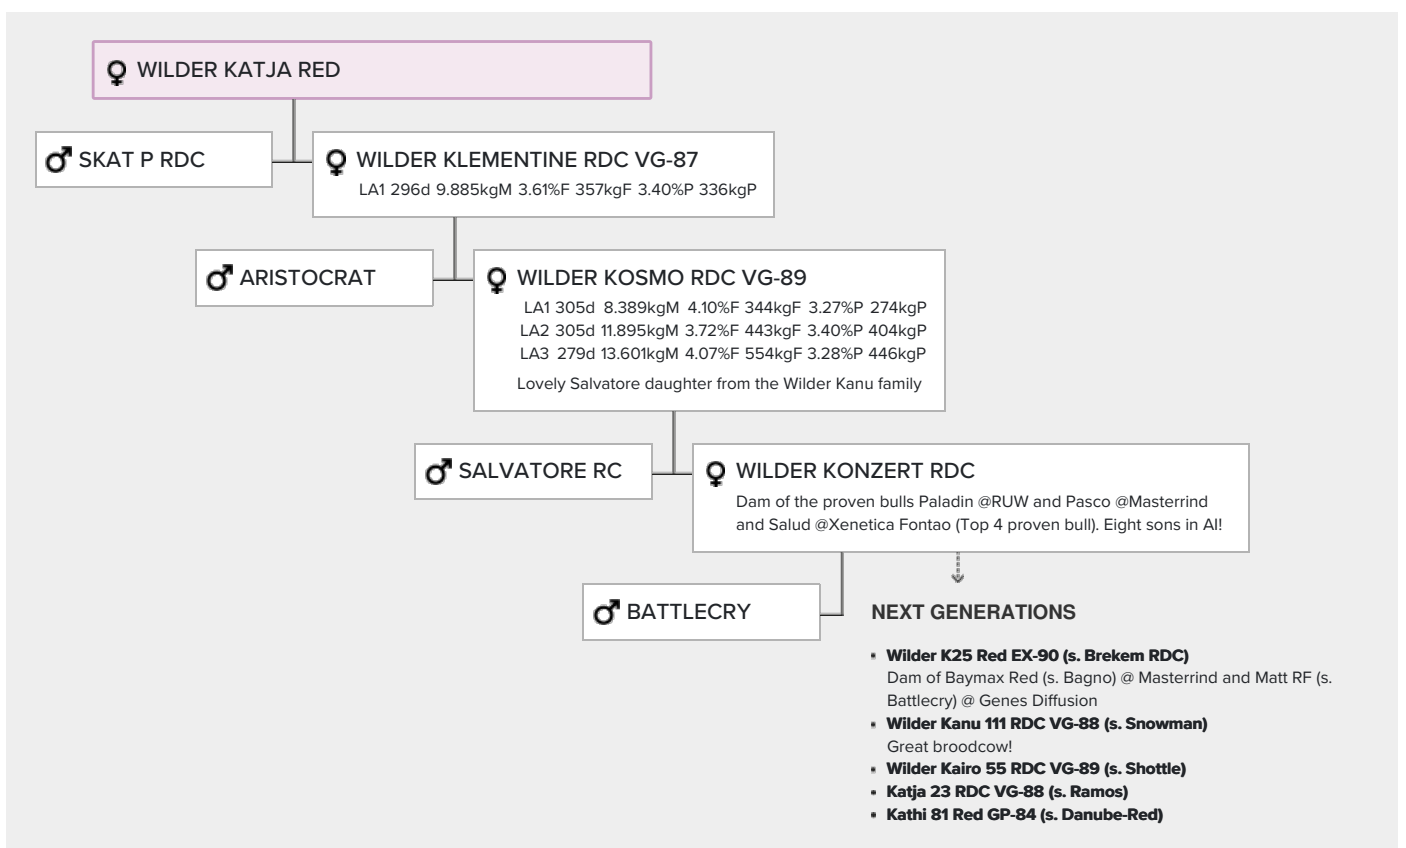 WILDER KATJA RED
SKAT P RDC
WILDER KLEMENTINE RDC VG-87
LA1 296d 9.885kgM 3.61%F 357kgF 3.40%P 336kgP
ARISTOCRAT
WILDER KOSMO RDC VG-89
LA1 305d 8.389kgM 4.10%F 344kgF 3.27%P 274kgP
LA2 305d 11.895kgM 3.72%F 443kgF 3.40%P 404kgP
LA3 279d 13.601kgM 4.07%F 554kgF 3.28%P 446kgP
Lovely Salvatore daughter from the Wilder Kanu family
SALVATORE RC
WILDER KONZERT RDC
Dam of the proven bulls Paladin @RUW and Pasco @Masterrind
and Salud @Xenetica Fontao (Top 4 proven bull). Eight sons in AI!
BATTLECRY
NEXT GENERATIONS
▪ Wilder K25 Red EX-90 (s. Brekem RDC)
Dam of Baymax Red (s. Bagno) @ Masterrind and Matt RF (s.
Battlecry) @ Genes Diffusion
▪ Wilder Kanu 111 RDC VG-88 (s. Snowman)
Great broodcow!
▪ Wilder Kairo 55 RDC VG-89 (s. Shottle)
▪ Katja 23 RDC VG-88 (s. Ramos)
▪ Kathi 81 Red GP-84 (s. Danube-Red)